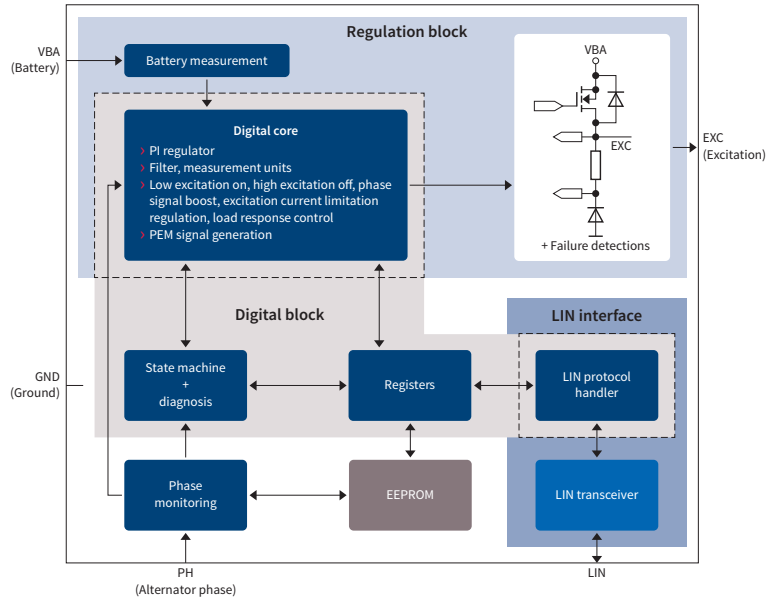 Regulation block
VBA
(Battery)
Battery measurement
VBA
EXC
+ Failure detections
EXC
(Excitation)
Digital core
› PI regulator
› Filter, measurement units
› Low excitation on, high excitation off, phase
signal boost, excitation current limitation
regulation, load response control
› PEM signal generation
Digital block
LIN interface
GND
(Ground)
State machine
+
diagnosis
Registers
LIN protocol
handler
Phase
monitoring
EEPROM
LIN transceiver
PH
(Alternator phase)
LIN